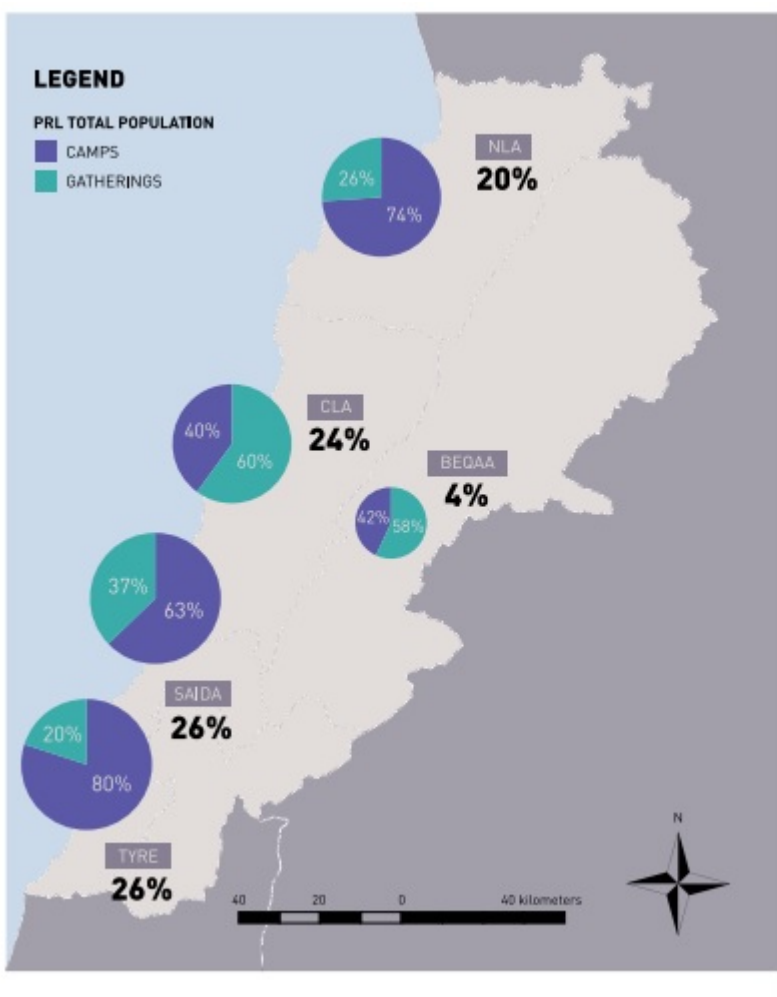 LEGEND
PRL TOTAL POPULATION
CAMPS
GATHERINGS
NLA
20%
26%
74%
CLA
24%
40%
60%
BEQAA
4%
42%
58%
37%
63%
SAIDA
26%
20%
80%
TYRE
26%
N
40 20 0 40 kilometers